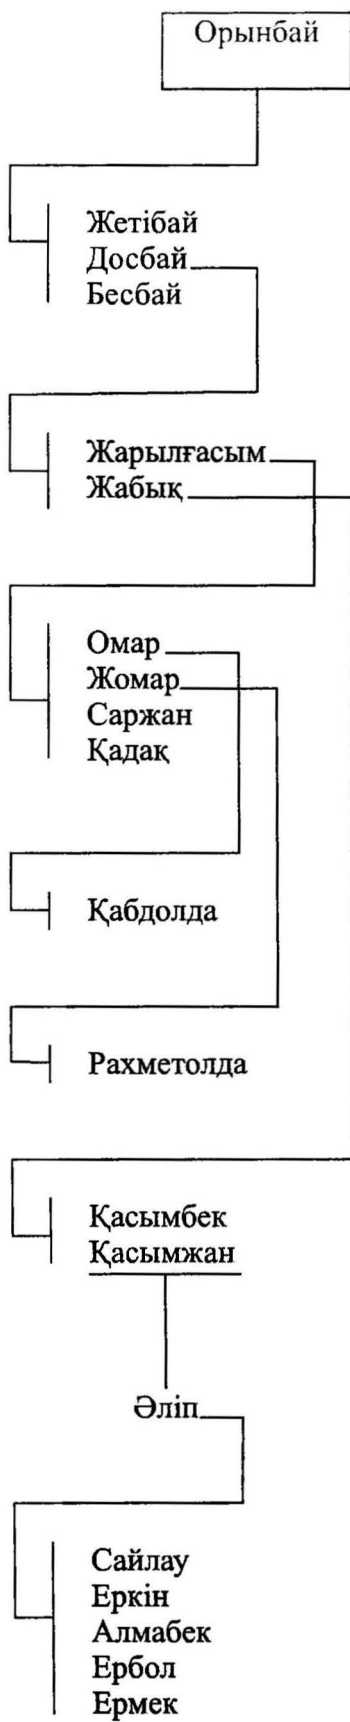 Орынбай
Жетібай
Досбай
Бесбай
Жарылғасым
Жабық
Омар
Жомар
Саржан
Қадақ
Қабдолда
Рахметолда
Қасымбек
Қасымжан
Әліп
Сайлау
Еркін
Алмабек
Ербол
Ермек